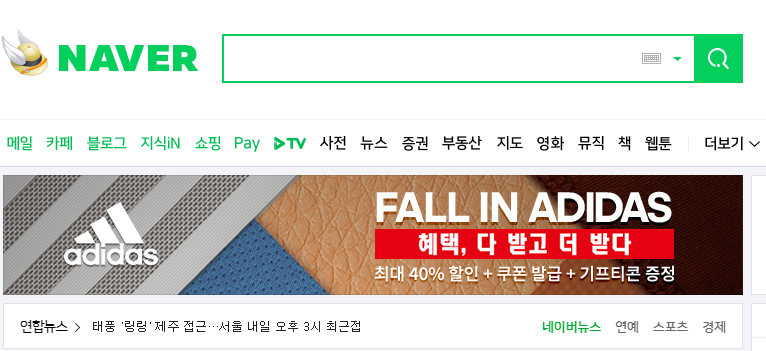 NAVER
메일 카페 블로그 지식iN 쇼핑 Pay TV 사전 뉴스 증권 부동산 지도 영화 뮤직 책 웹툰 더보기
adidas
FALL IN ADIDAS
혜택, 다 받고 더 받다
최대 40% 할인 + 쿠폰 발급 + 기프티콘 증정
연합뉴스 > 태풍 '링링' 제주 접근…서울 내일 오후 3시 최근접 네이버뉴스 연예 스포츠 경제